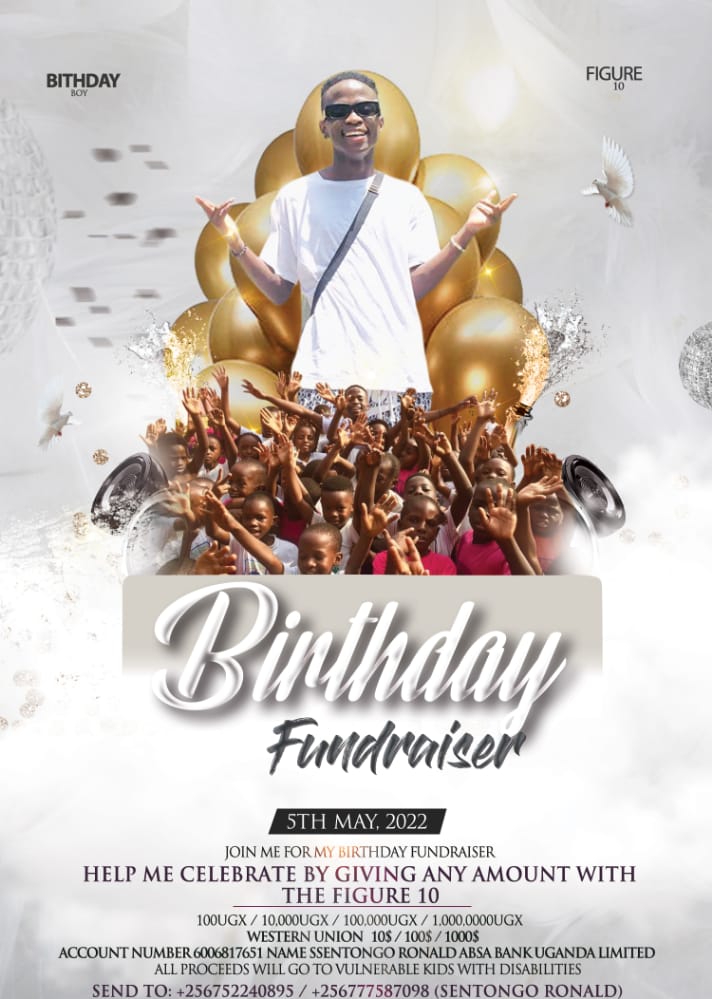 BITHDAY
BOY
FIGURE
10
Birthday
Fundraiser
5TH MAY, 2022
JOIN ME FOR MY BIRTHDAY FUNDRAISER
HELP ME CELEBRATE BY GIVING ANY AMOUNT WITH
THE FIGURE 10
100UGX / 10,000UGX / 100,000UGX / 1,000.0000UGX
WESTERN UNION 10$ / 100$ / 1000$
ACCOUNT NUMBER 6006817651 NAME SSENTONGO RONALD ABSA BANK UGANDA LIMITED
ALL PROCEEDS WILL GO TO VULNERABLE KIDS WITH DISABILITIES
SEND TO: +256752240895 / +256777587098 (SENTONGO RONALD)